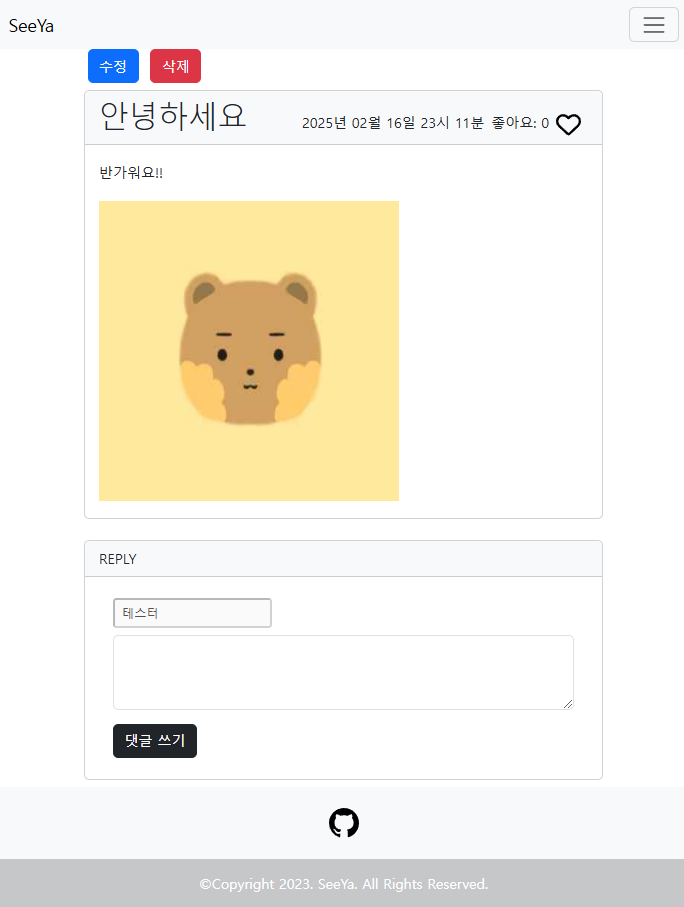 SeeYa
수정 삭제
안녕하세요 2025년 02월 16일 23시 11분 좋아요: 0
반가워요!!
REPLY
테스터
댓글 쓰기
©Copyright 2023. SeeYa. All Rights Reserved.